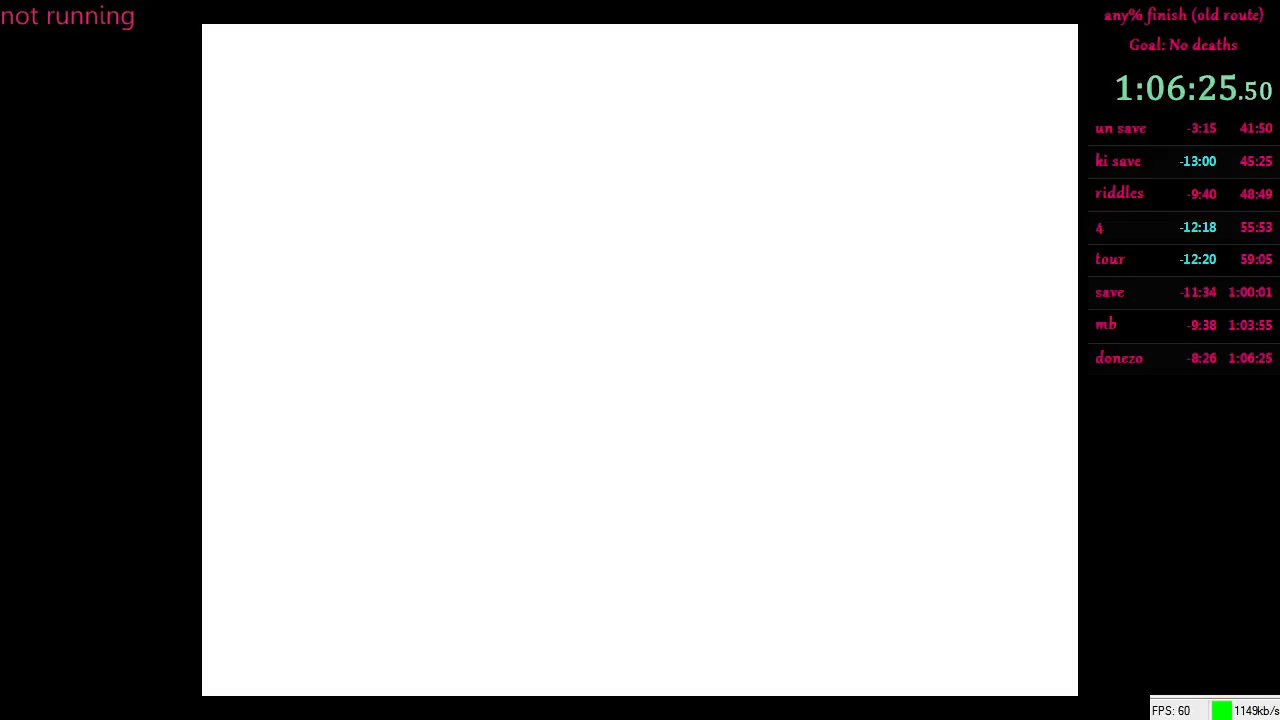 not running
any% finish (old route)
Goal: No deaths
1:06:25.50
un save -3:15 41:50
ki save -13:00 45:25
riddles -9:40 48:49
4 -12:18 55:53
tour -12:20 59:05
save -11:34 1:00:01
mb -9:38 1:03:55
donezo -8:26 1:06:25
FPS: 60 1149kb/s